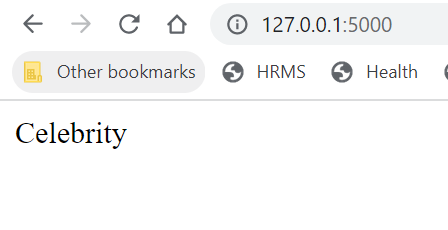 127.0.0.1:5000
Other bookmarks HRMS Health
Celebrity